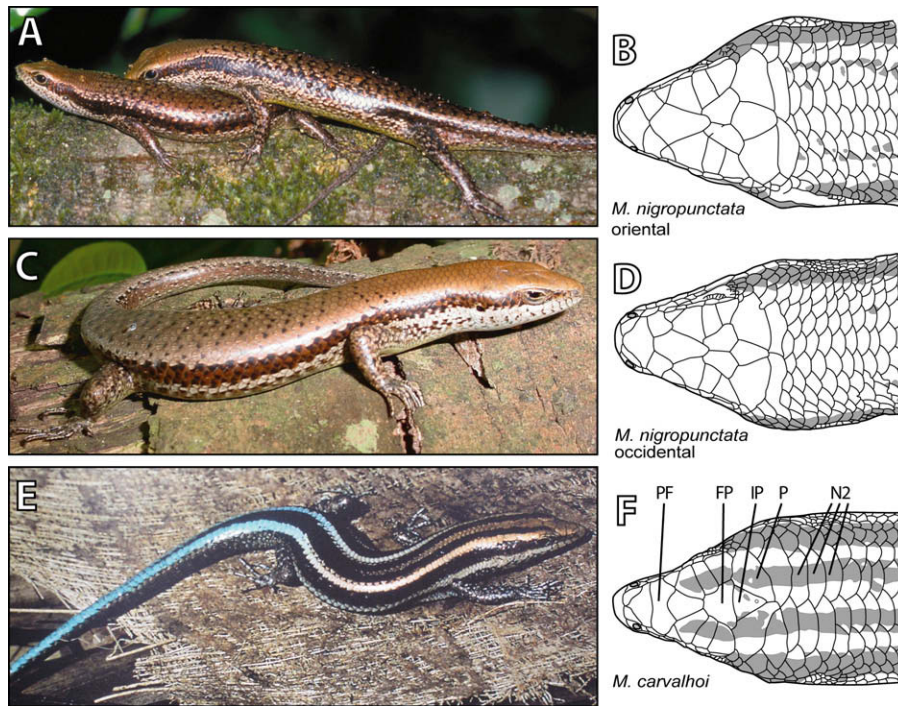 A
B
M. nigropunctata
oriental
C
D
M. nigropunctata
occidental
E
F
PF FP IP P N2
M. carvalhoi